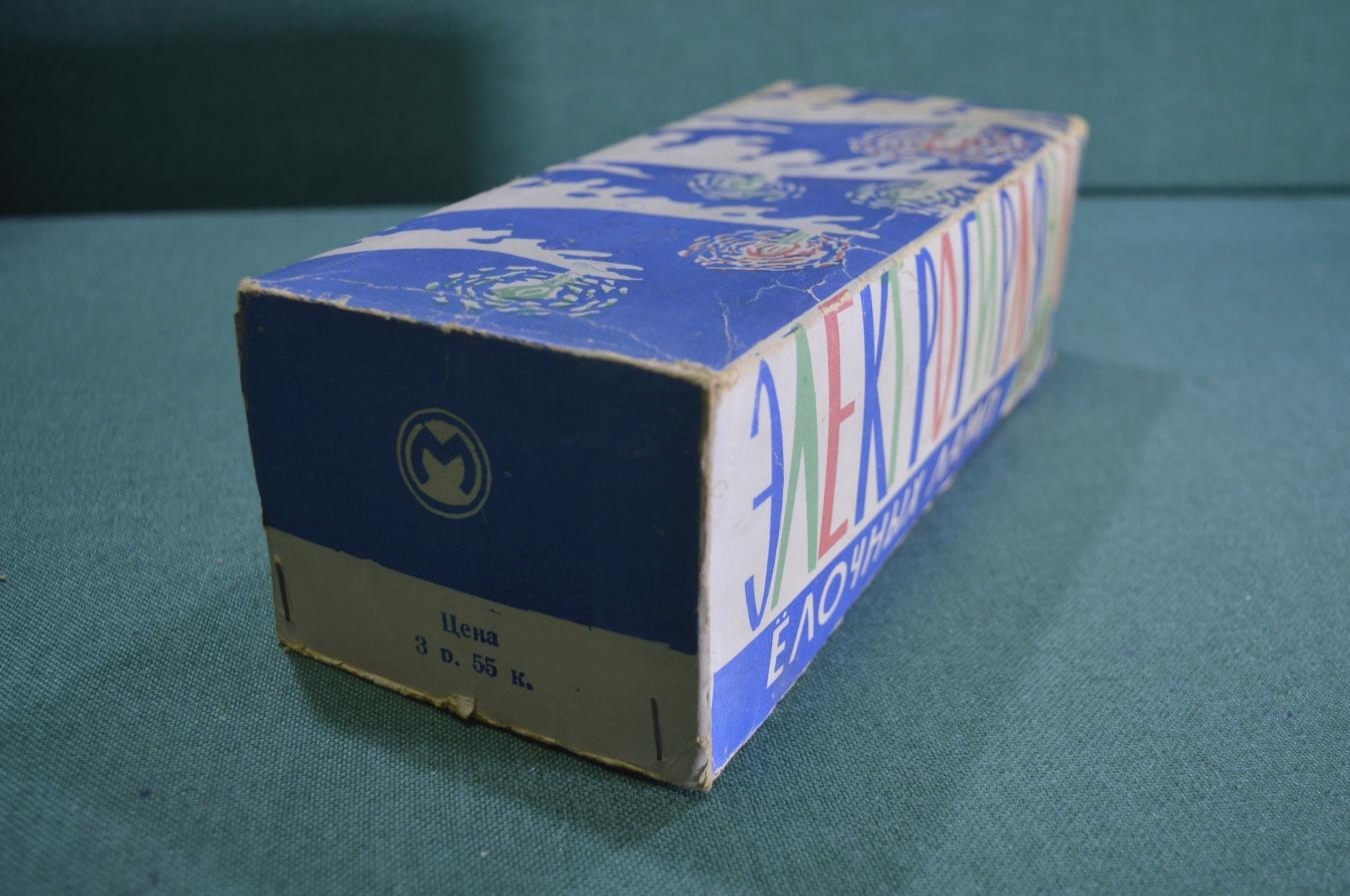 М
Цена
3 р. 55 к.
ЭЛЕКТРОГИРЛЯНДА
ЁЛОЧНЫХ ЛАМП